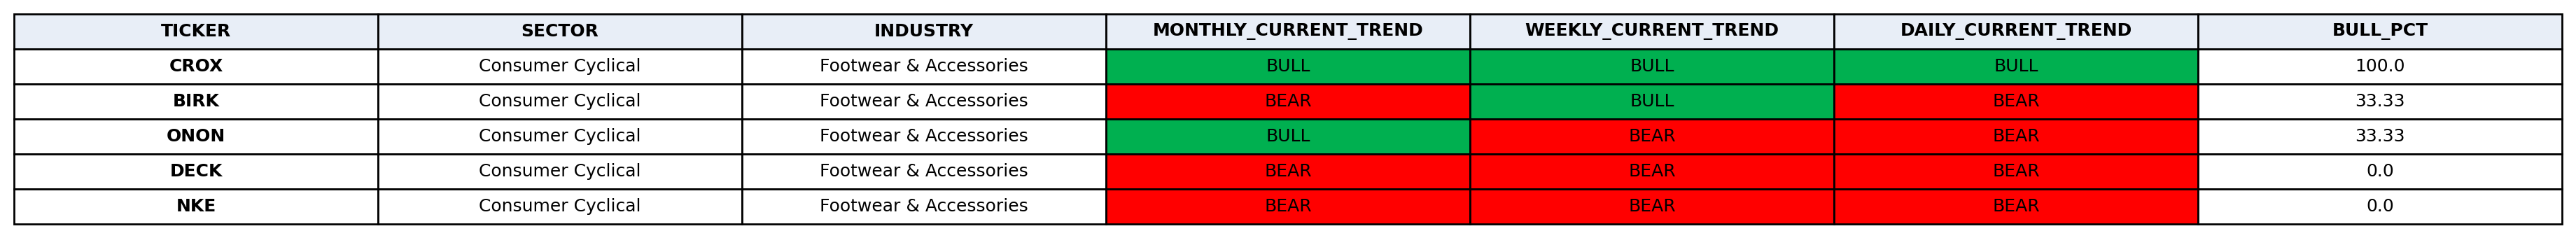 TICKER SECTOR INDUSTRY MONTHLY_CURRENT_TREND WEEKLY_CURRENT_TREND DAILY_CURRENT_TREND BULL_PCT
CROX Consumer Cyclical Footwear & Accessories BULL BULL BULL 100.0
BIRK Consumer Cyclical Footwear & Accessories BEAR BULL BEAR 33.33
ONON Consumer Cyclical Footwear & Accessories BULL BEAR BEAR 33.33
DECK Consumer Cyclical Footwear & Accessories BEAR BEAR BEAR 0.0
NKE Consumer Cyclical Footwear & Accessories BEAR BEAR BEAR 0.0